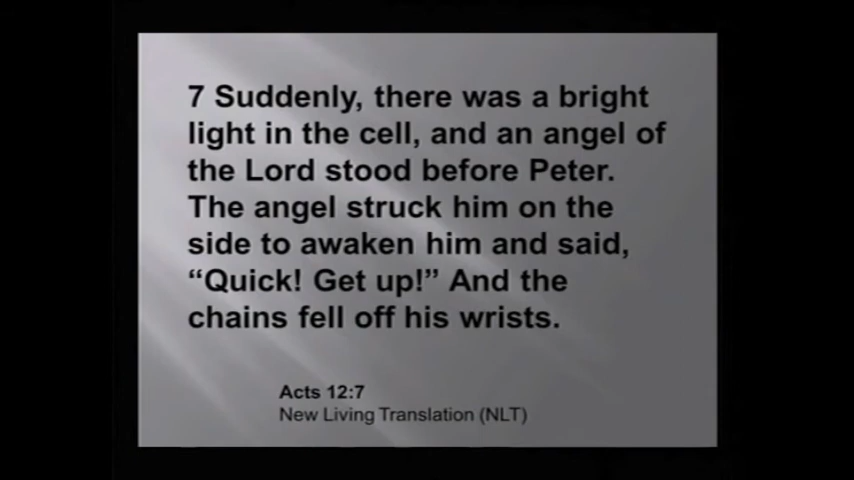 7 Suddenly, there was a bright
light in the cell, and an angel of
the Lord stood before Peter.
The angel struck him on the
side to awaken him and said,
“Quick! Get up!” And the
chains fell off his wrists.
Acts 12:7
New Living Translation (NLT)